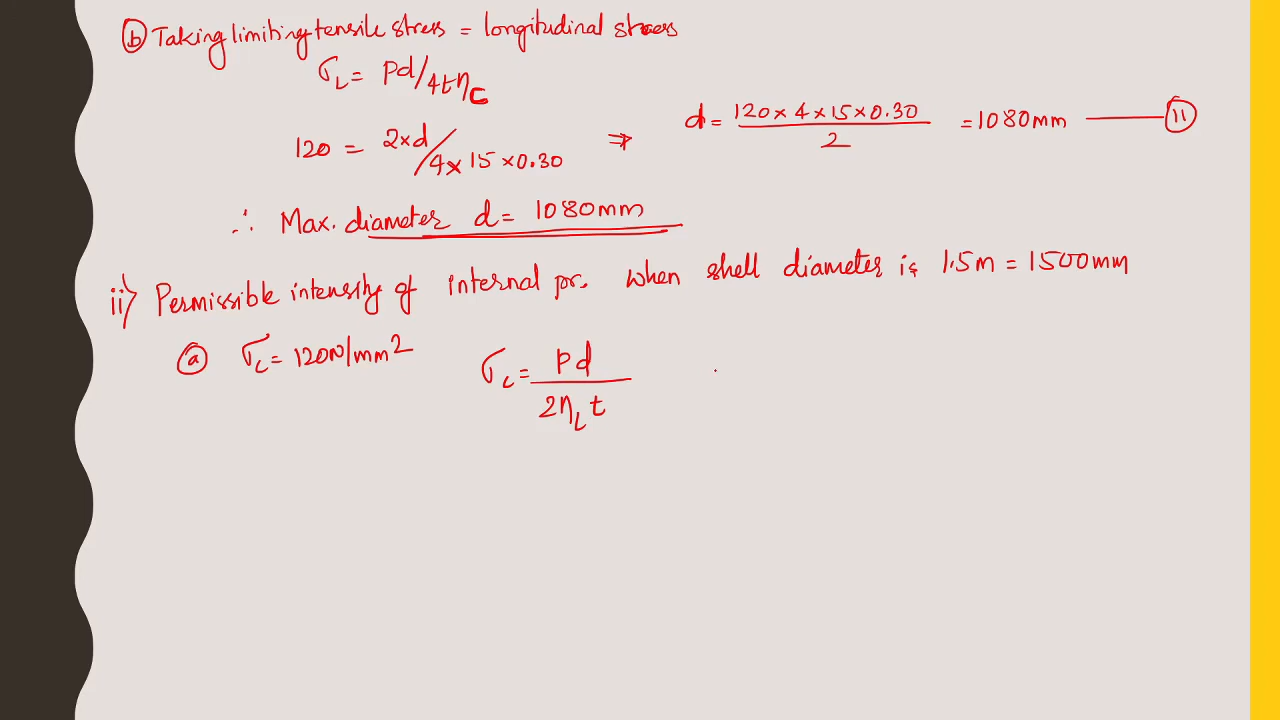 ⓑ Taking limiting tensile stress = longitudinal stress
σL = Pd/4tηc
120 = 2×d/4×15×0.30 ⇒ d = 120×4×15×0.30/2 = 1080mm —— ⓘⓘ
∴ Max. diameter d = 1080mm
ii) Permissible intensity of internal pr. when shell diameter is 1.5m = 1500mm
ⓐ σc = 120N/mm² σc = Pd/2ηL t